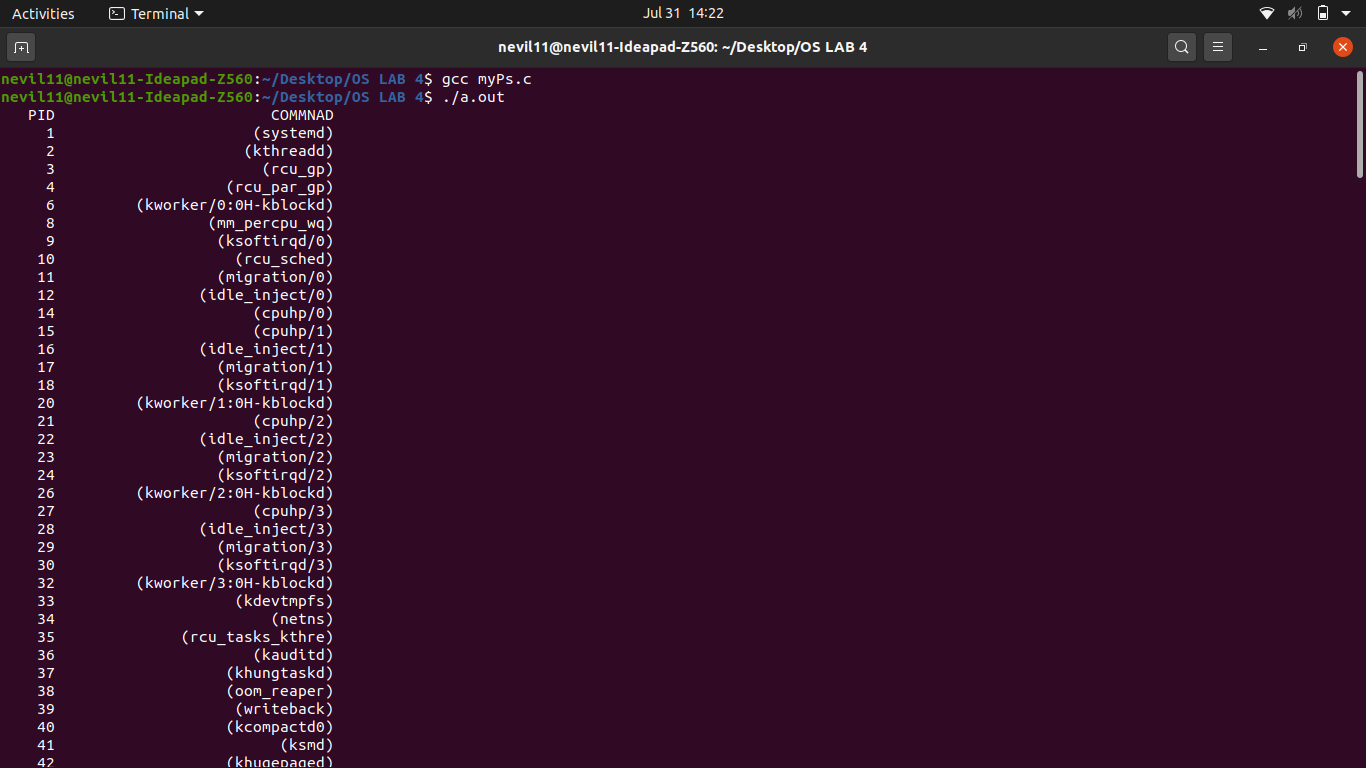 Activities Terminal Jul 31 14:22
nevil11@nevil11-Ideapad-Z560: ~/Desktop/OS LAB 4
nevil11@nevil11-Ideapad-Z560:~/Desktop/OS LAB 4$ gcc myPs.c
nevil11@nevil11-Ideapad-Z560:~/Desktop/OS LAB 4$ ./a.out
PID COMMNAD
1 (systemd)
2 (kthreadd)
3 (rcu_gp)
4 (rcu_par_gp)
6 (kworker/0:0H-kblockd)
8 (mm_percpu_wq)
9 (ksoftirqd/0)
10 (rcu_sched)
11 (migration/0)
12 (idle_inject/0)
14 (cpuhp/0)
15 (cpuhp/1)
16 (idle_inject/1)
17 (migration/1)
18 (ksoftirqd/1)
20 (kworker/1:0H-kblockd)
21 (cpuhp/2)
22 (idle_inject/2)
23 (migration/2)
24 (ksoftirqd/2)
26 (kworker/2:0H-kblockd)
27 (cpuhp/3)
28 (idle_inject/3)
29 (migration/3)
30 (ksoftirqd/3)
32 (kworker/3:0H-kblockd)
33 (kdevtmpfs)
34 (netns)
35 (rcu_tasks_kthre)
36 (kauditd)
37 (khungtaskd)
38 (oom_reaper)
39 (writeback)
40 (kcompactd0)
41 (ksmd)
42 (khugepaged)